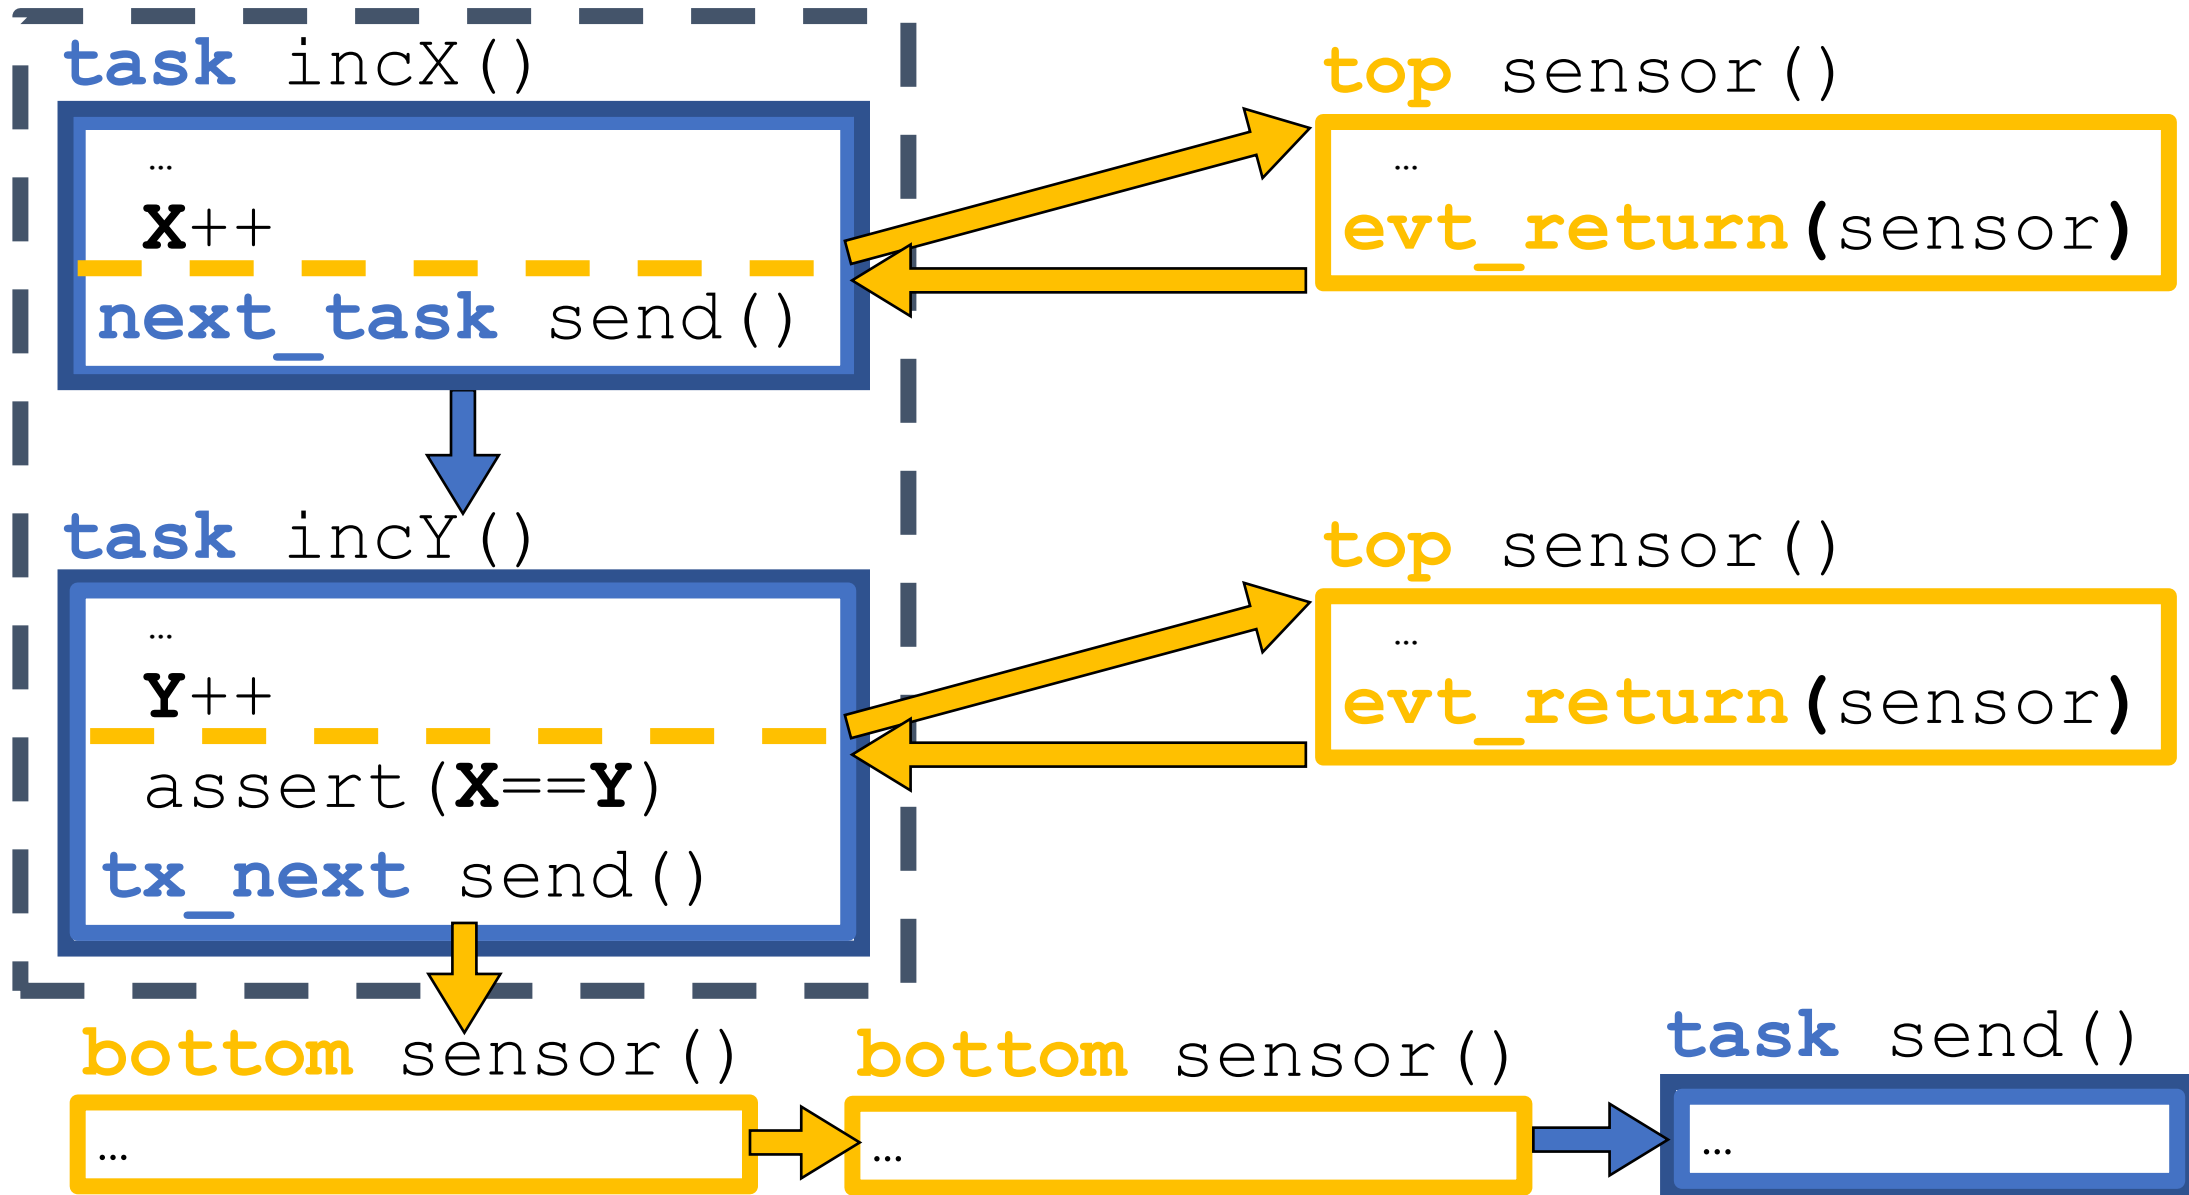 task incX()
…
X++
next_task send()
top sensor()
…
evt_return(sensor)
task incY()
…
Y++
assert(X==Y)
tx_next send()
top sensor()
…
evt_return(sensor)
bottom sensor()
…
bottom sensor()
…
task send()
…